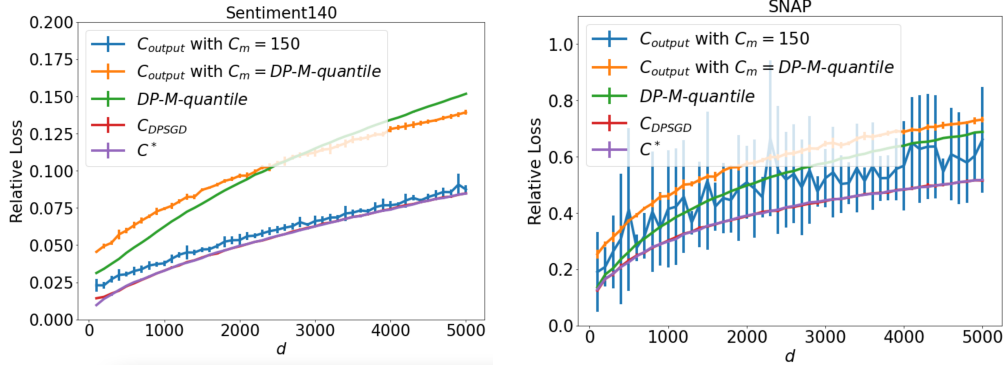 Sentiment140
0.200
0.175
0.150
0.125
0.100
0.075
0.050
0.025
0.000
Relative Loss
C_output with C_m = 150
C_output with C_m = DP-M-quantile
DP-M-quantile
C_DPSGD
C*
0 1000 2000 3000 4000 5000
d
SNAP
1.0
0.8
0.6
0.4
0.2
0.0
Relative Loss
C_output with C_m = 150
C_output with C_m = DP-M-quantile
DP-M-quantile
C_DPSGD
C*
0 1000 2000 3000 4000 5000
d